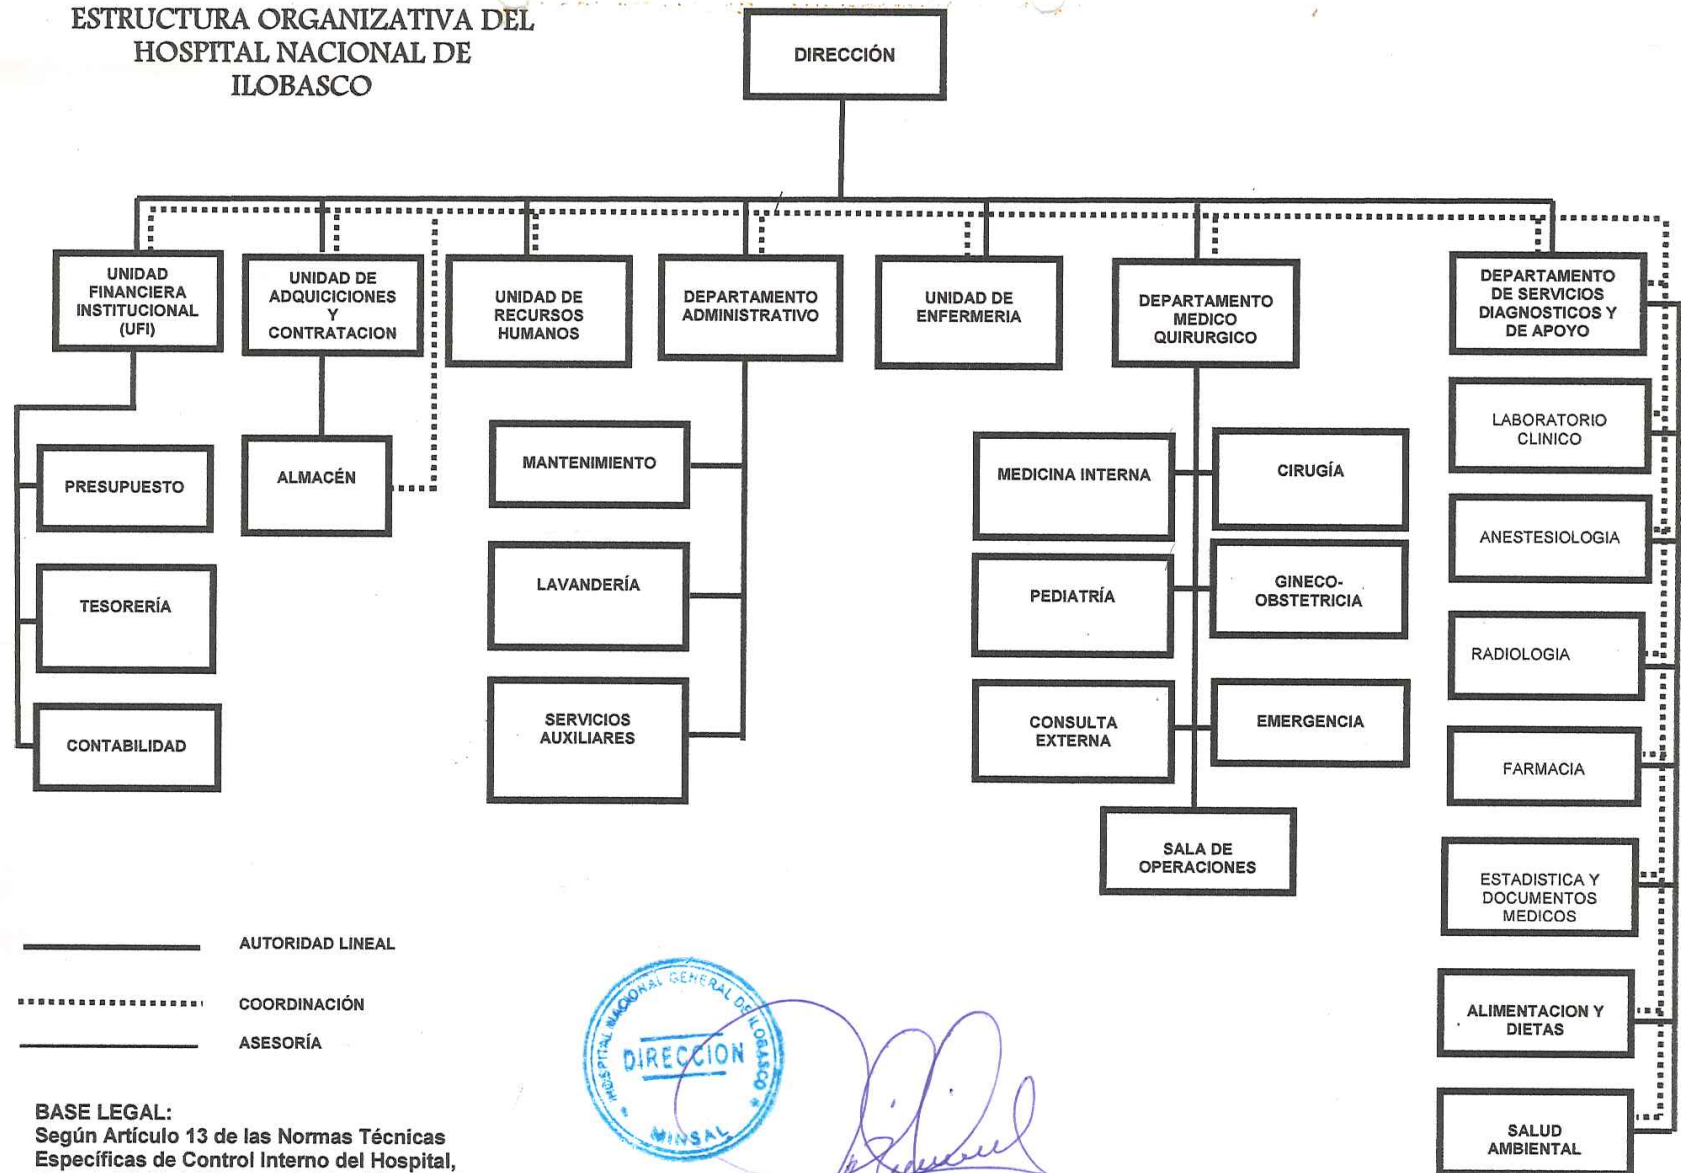 ESTRUCTURA ORGANIZATIVA DEL
HOSPITAL NACIONAL DE
ILOBASCO
DIRECCIÓN
UNIDAD
FINANCIERA
INSTITUCIONAL
(UFI)
UNIDAD DE
ADQUICICIONES
Y
CONTRATACION
UNIDAD DE
RECURSOS
HUMANOS
DEPARTAMENTO
ADMINISTRATIVO
UNIDAD DE
ENFERMERIA
DEPARTAMENTO
MEDICO
QUIRURGICO
DEPARTAMENTO
DE SERVICIOS
DIAGNOSTICOS Y
DE APOYO
PRESUPUESTO
TESORERÍA
CONTABILIDAD
ALMACÉN
MANTENIMIENTO
LAVANDERÍA
SERVICIOS
AUXILIARES
MEDICINA INTERNA
CIRUGÍA
PEDIATRÍA
GINECO-
OBSTETRICIA
CONSULTA
EXTERNA
EMERGENCIA
SALA DE
OPERACIONES
LABORATORIO
CLINICO
ANESTESIOLOGIA
RADIOLOGIA
FARMACIA
ESTADISTICA Y
DOCUMENTOS
MEDICOS
ALIMENTACION Y
DIETAS
SALUD
AMBIENTAL
AUTORIDAD LINEAL
COORDINACIÓN
ASESORÍA
HOSPITAL NACIONAL GENERAL DE ILOBASCO
DIRECCION
MINSAL
BASE LEGAL:
Según Artículo 13 de las Normas Técnicas
Específicas de Control Interno del Hospital,